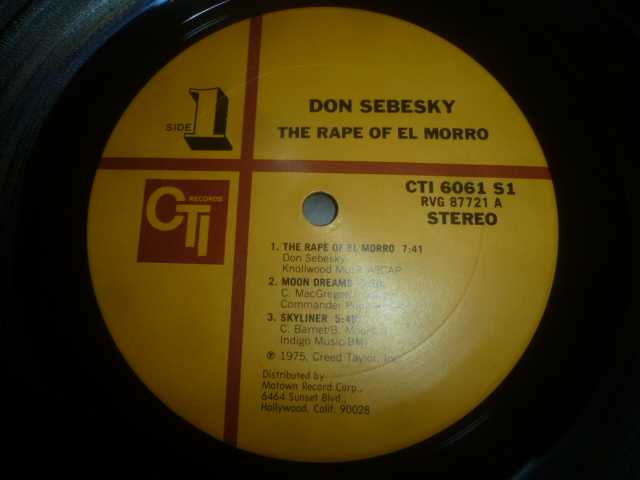 SIDE 1
DON SEBESKY
THE RAPE OF EL MORRO
CTI RECORDS
CTI 6061 S1
RVG 87721 A
STEREO
1. THE RAPE OF EL MORRO 7:41
Don Sebesky
Knollwood Music ASCAP
2. MOON DREAMS
C. MacGregor
Commander
3. SKYLINER 5:49
C. Barnet/B. Moore
Indigo Music BMI
℗ 1975, Creed Taylor, Inc.
Distributed by
Motown Record Corp.,
6464 Sunset Blvd.,
Hollywood, Calif. 90028